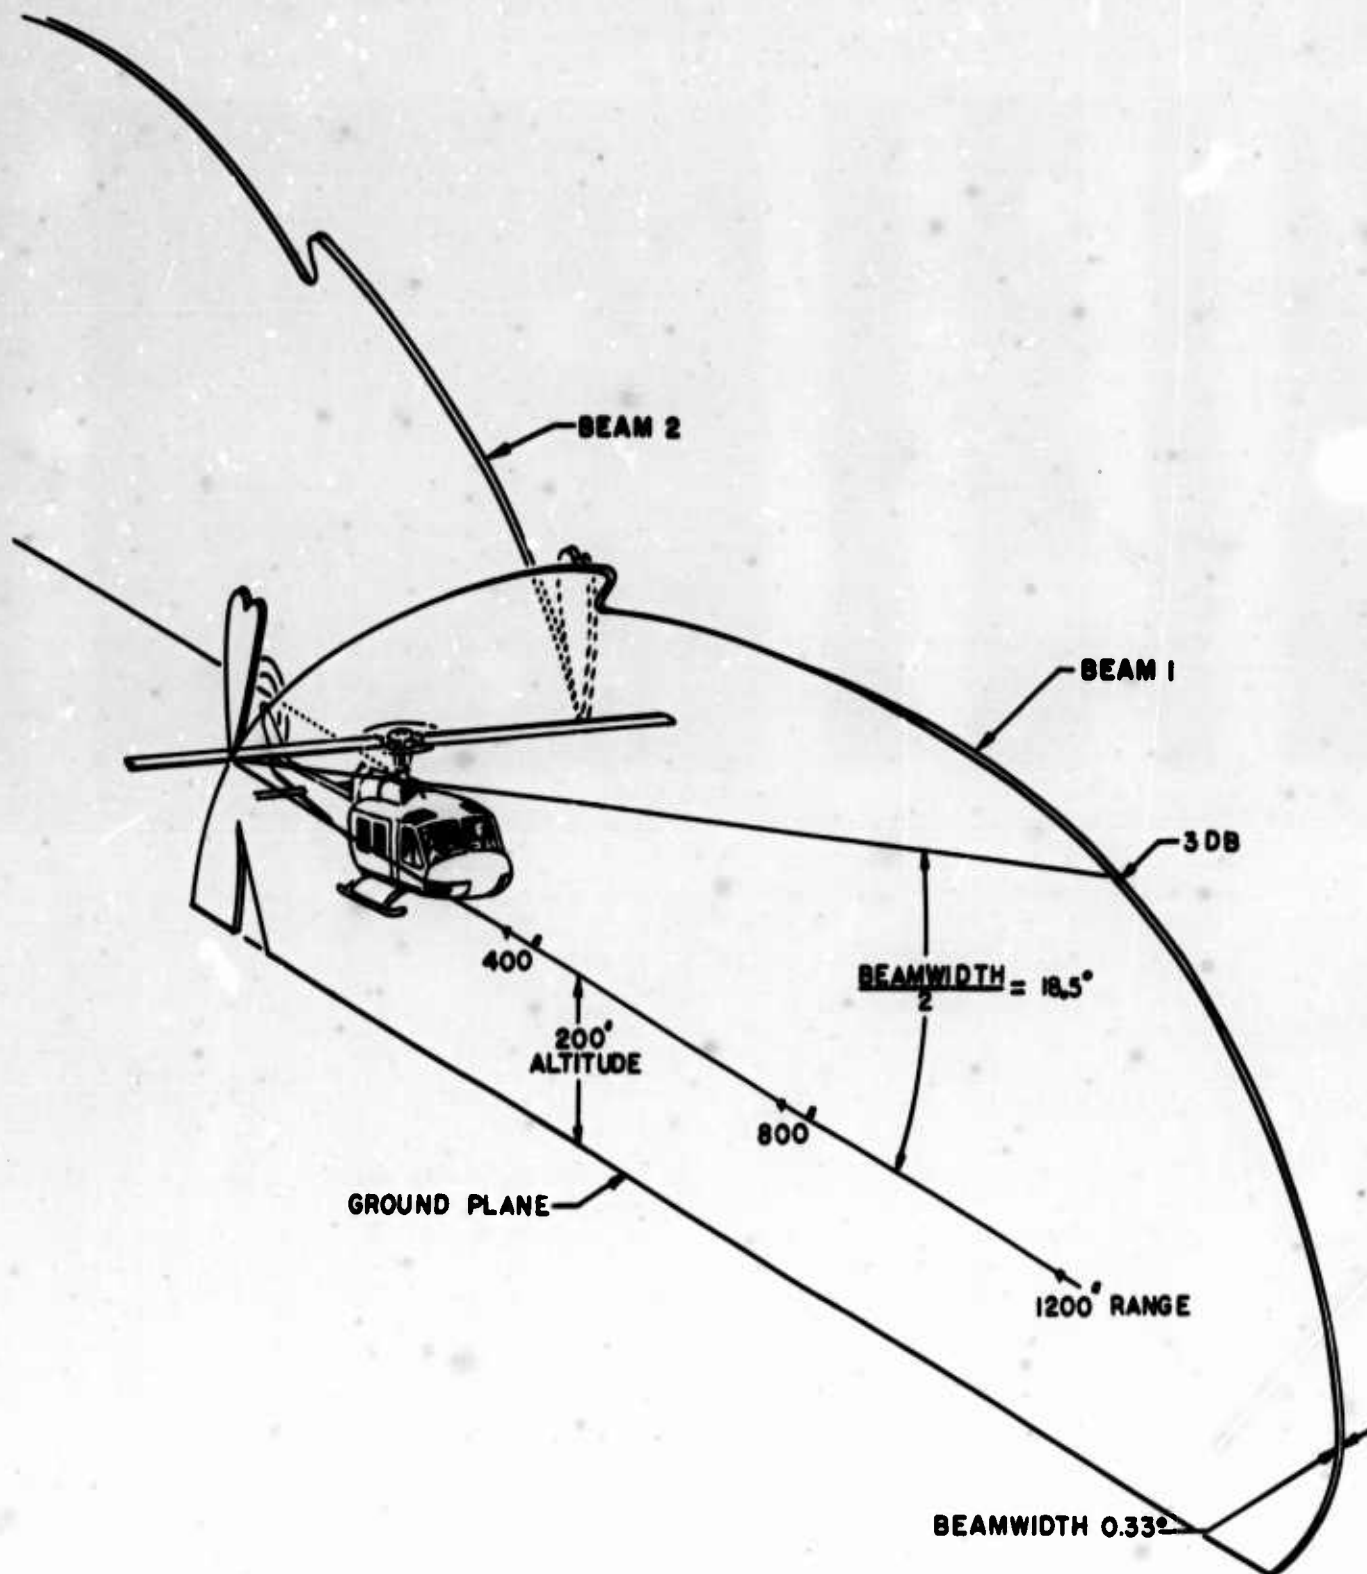 BEAM 2
BEAM 1
3 DB
400'
BEAMWIDTH
2
= 18.5°
200'
ALTITUDE
800'
GROUND PLANE
1200' RANGE
BEAMWIDTH 0.33°